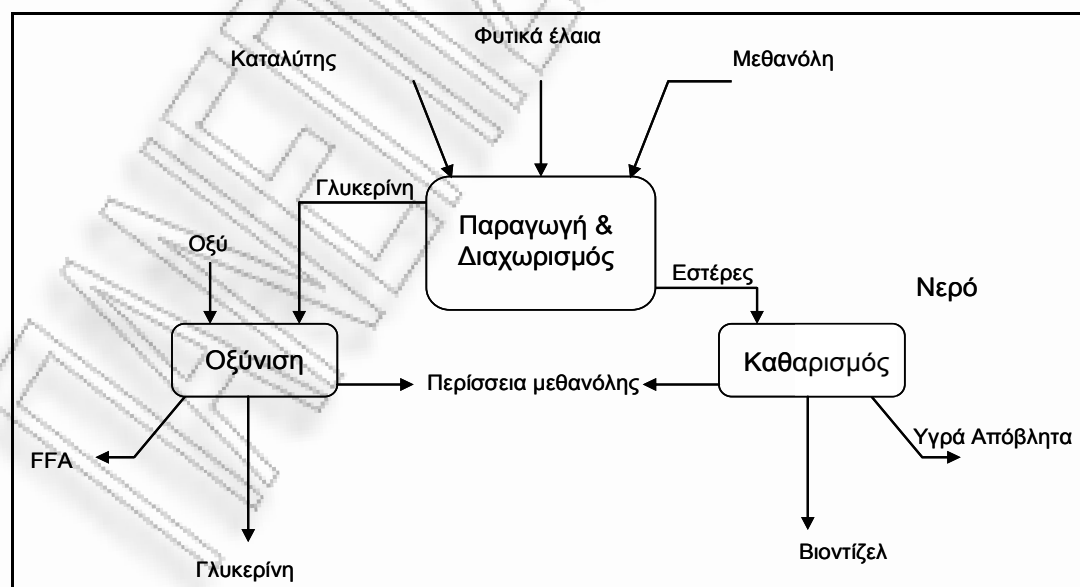 Φυτικά έλαια
Καταλύτης
Μεθανόλη
Γλυκερίνη
Παραγωγή &
Διαχωρισμός
Οξύ
Εστέρες
Νερό
Οξύνιση
Καθαρισμός
Περίσσεια μεθανόλης
Υγρά Απόβλητα
FFA
Βιοντίζελ
Γλυκερίνη